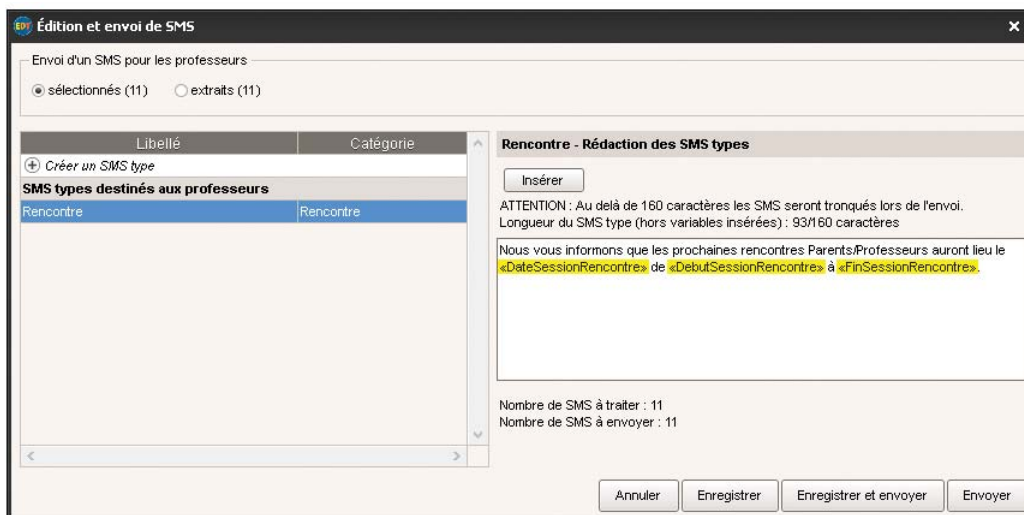 EDT Édition et envoi de SMS
Envoi d'un SMS pour les professeurs
sélectionnés (11) extraits (11)
Libellé Catégorie
Créer un SMS type
SMS types destinés aux professeurs
Rencontre Rencontre
Rencontre - Rédaction des SMS types
Insérer
ATTENTION : Au delà de 160 caractères les SMS seront tronqués lors de l'envoi.
Longueur du SMS type (hors variables insérées) : 93/160 caractères
Nous vous informons que les prochaines rencontres Parents/Professeurs auront lieu le
«DateSessionRencontre» de «DebutSessionRencontre» à «FinSessionRencontre».
Nombre de SMS à traiter : 11
Nombre de SMS à envoyer : 11
Annuler Enregistrer Enregistrer et envoyer Envoyer